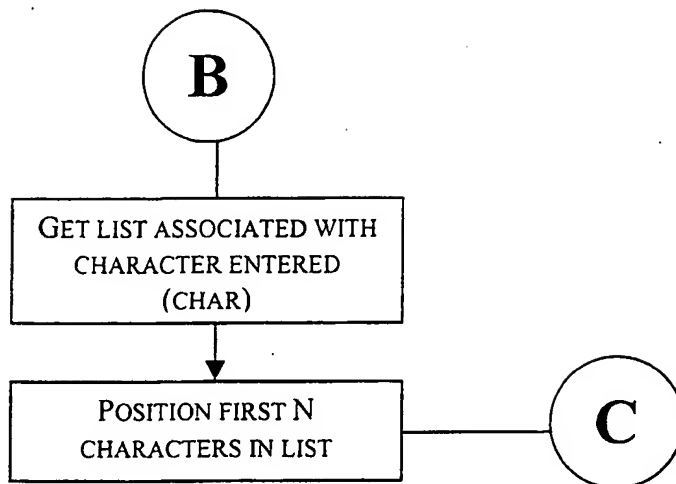 B
GET LIST ASSOCIATED WITH
CHARACTER ENTERED
(CHAR)
POSITION FIRST N
CHARACTERS IN LIST
C